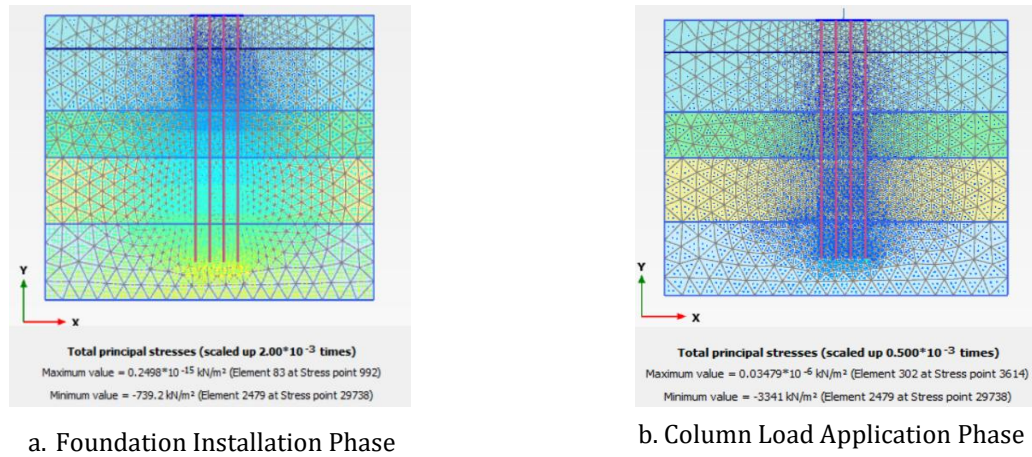 Y
X
Total principal stresses (scaled up 2.00*10 -3 times)
Maximum value = 0.2498*10 -15 kN/m² (Element 83 at Stress point 992)
Minimum value = -739.2 kN/m² (Element 2479 at Stress point 29738)
a. Foundation Installation Phase
Y
X
Total principal stresses (scaled up 0.500*10 -3 times)
Maximum value = 0.03479*10 -6 kN/m² (Element 302 at Stress point 3614)
Minimum value = -3341 kN/m² (Element 2479 at Stress point 29738)
b. Column Load Application Phase